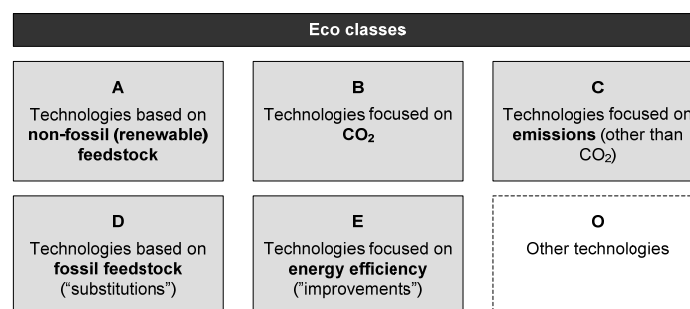 Eco classes
A
Technologies based on
non-fossil (renewable)
feedstock
B
Technologies focused on
CO₂
C
Technologies focused on
emissions (other than
CO₂)
D
Technologies based on
fossil feedstock
(“substitutions”)
E
Technologies focused on
energy efficiency
(”improvements”)
O
Other technologies